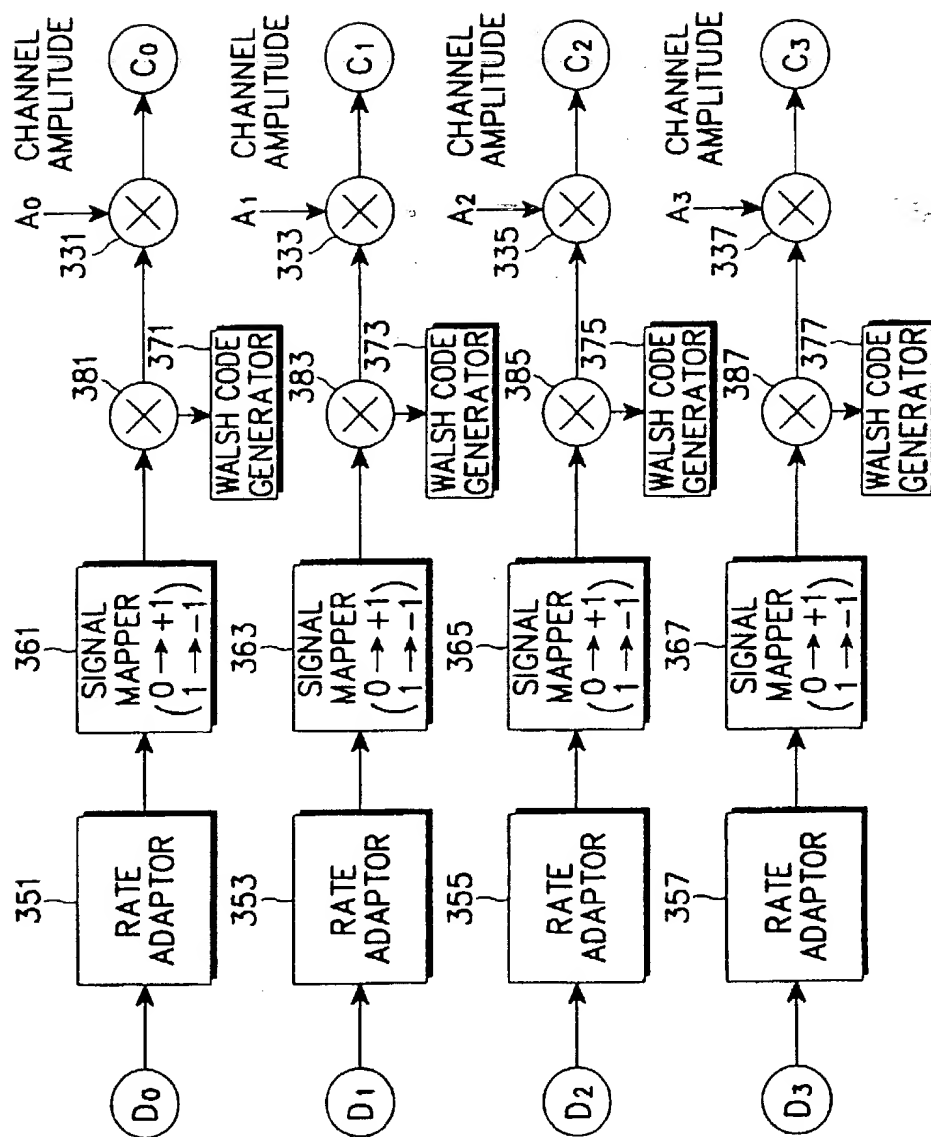 D0
351
RATE
ADAPTOR
361
SIGNAL
MAPPER
(0→+1)
(1→-1)
381
371
WALSH CODE
GENERATOR
331
A0
CHANNEL
AMPLITUDE
C0
D1
353
RATE
ADAPTOR
363
SIGNAL
MAPPER
(0→+1)
(1→-1)
383
373
WALSH CODE
GENERATOR
333
A1
CHANNEL
AMPLITUDE
C1
D2
355
RATE
ADAPTOR
365
SIGNAL
MAPPER
(0→+1)
(1→-1)
385
375
WALSH CODE
GENERATOR
335
A2
CHANNEL
AMPLITUDE
C2
D3
357
RATE
ADAPTOR
367
SIGNAL
MAPPER
(0→+1)
(1→-1)
387
377
WALSH CODE
GENERATOR
337
A3
CHANNEL
AMPLITUDE
C3